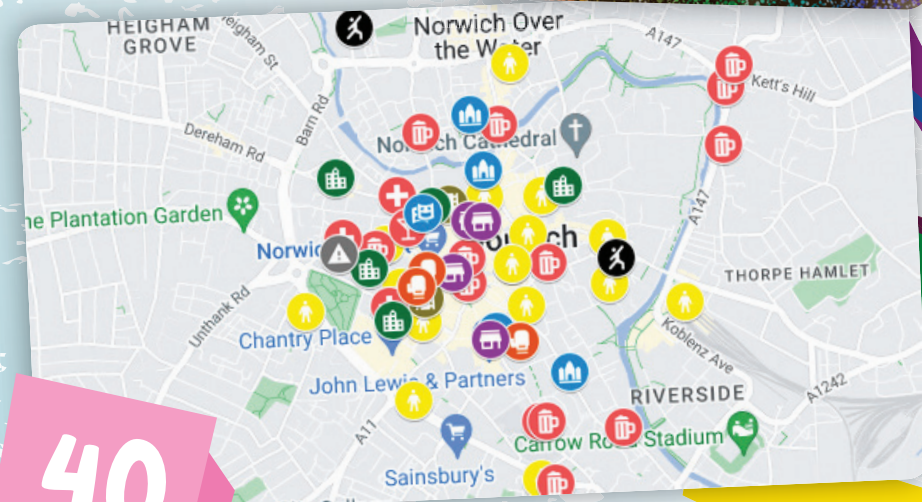 HEIGHAM
GROVE
Heigham St
Norwich Over
the Water
A147
Kett's Hill
Barn Rd
Dereham Rd
Cathedral
A147
ne Plantation Garden
THORPE HAMLET
Unthank Rd
Chantry Place
Koblenz Ave
John Lewis & Partners
RIVERSIDE
A1242
A11
Carrow Road Stadium
Sainsbury's
40